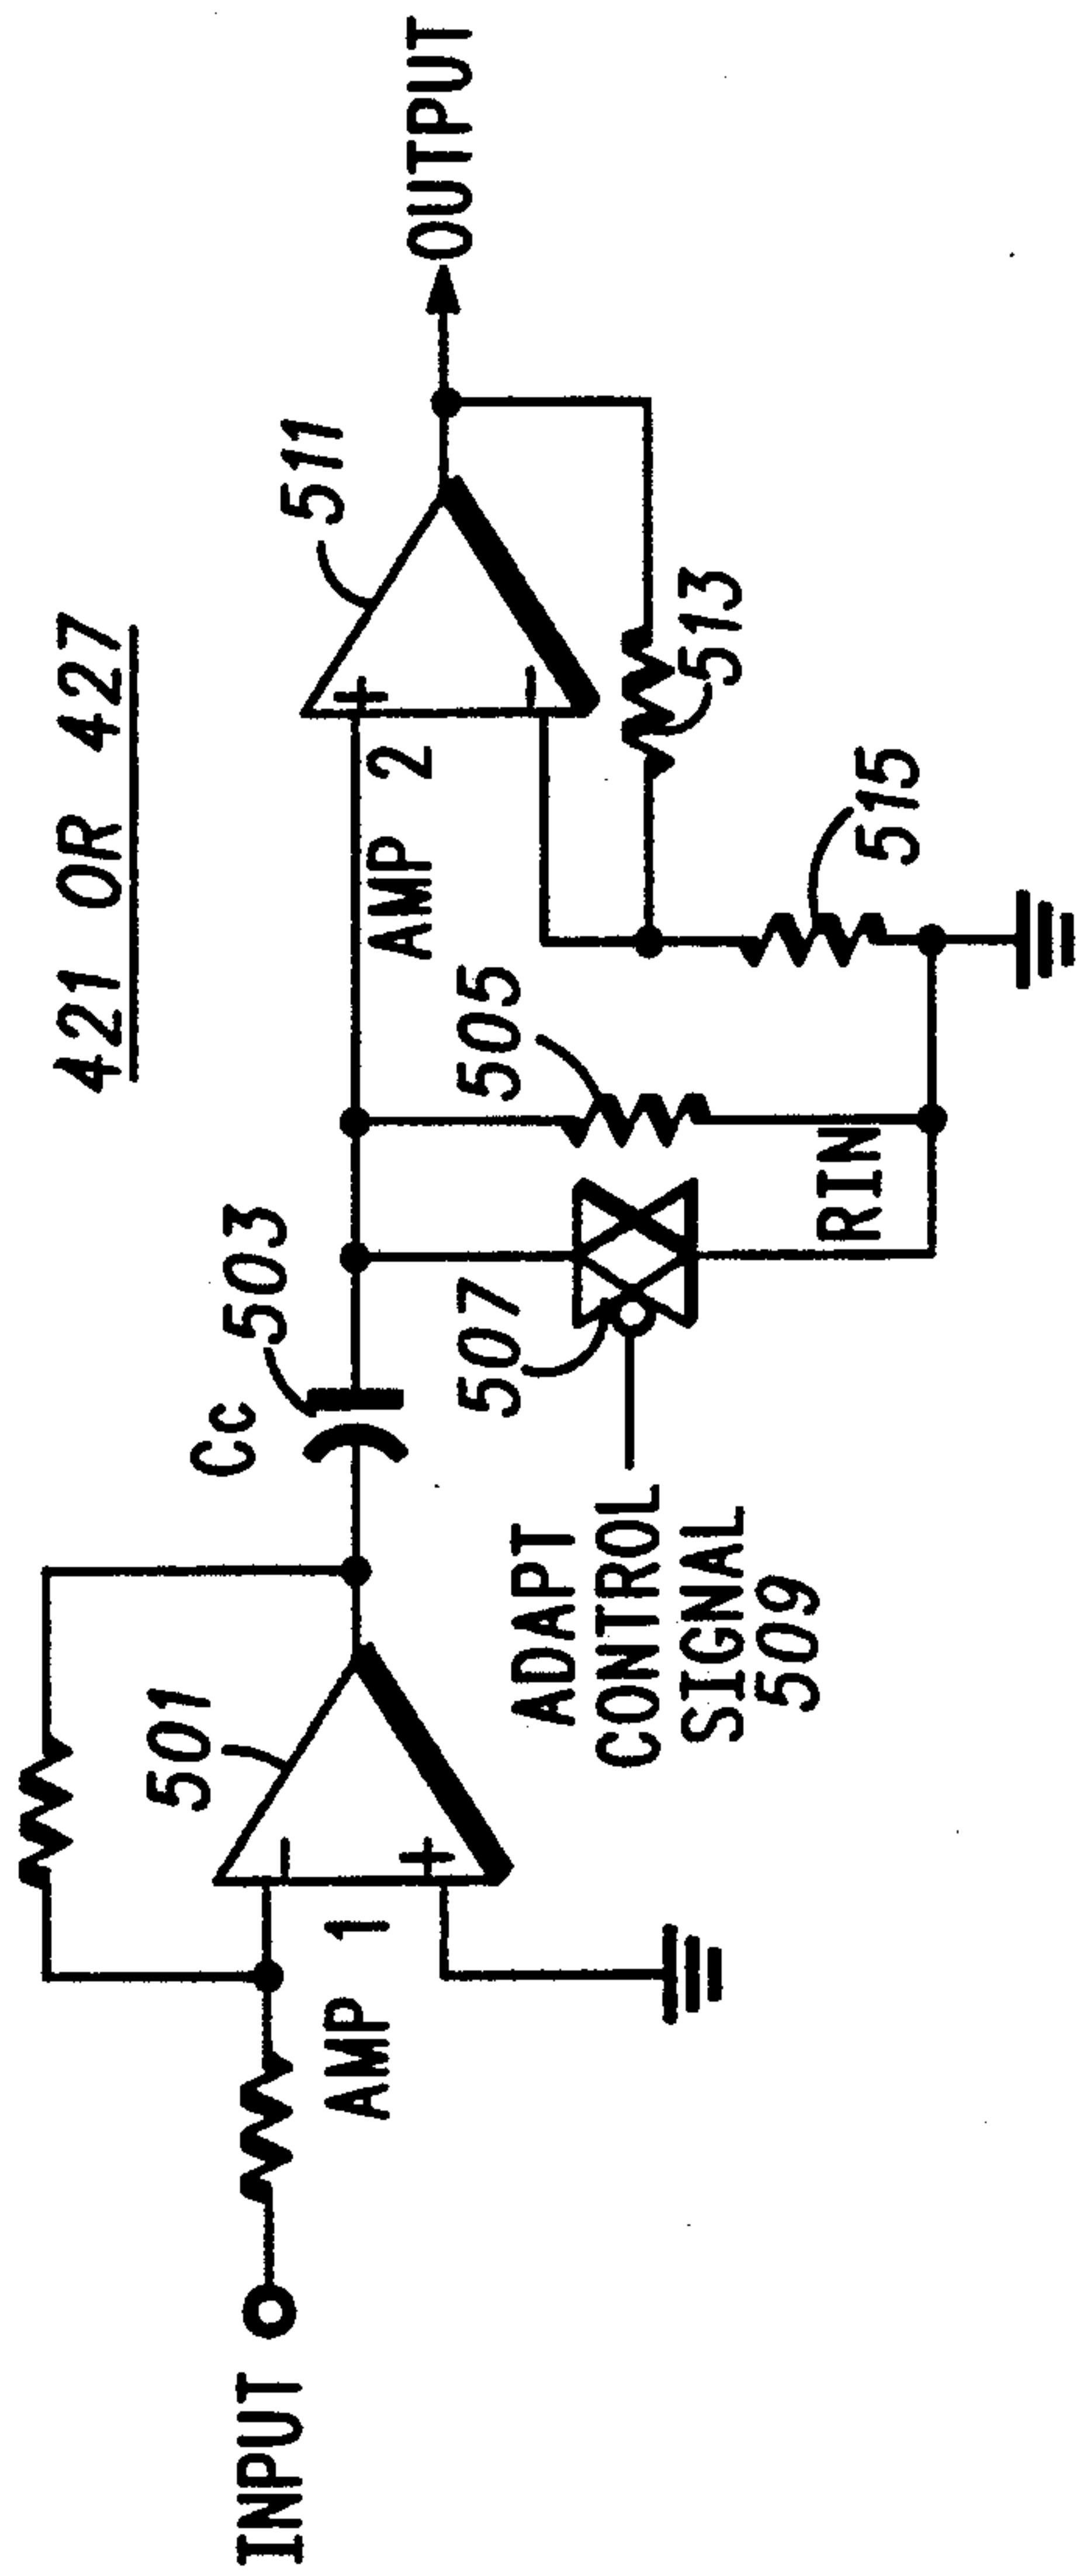 421 OR 427
511
OUTPUT
503
Cc
501
AMP 2
505
513
507
515
RIN
ADAPT
CONTROL
SIGNAL
509
INPUT
AMP 1
-
+
+
-